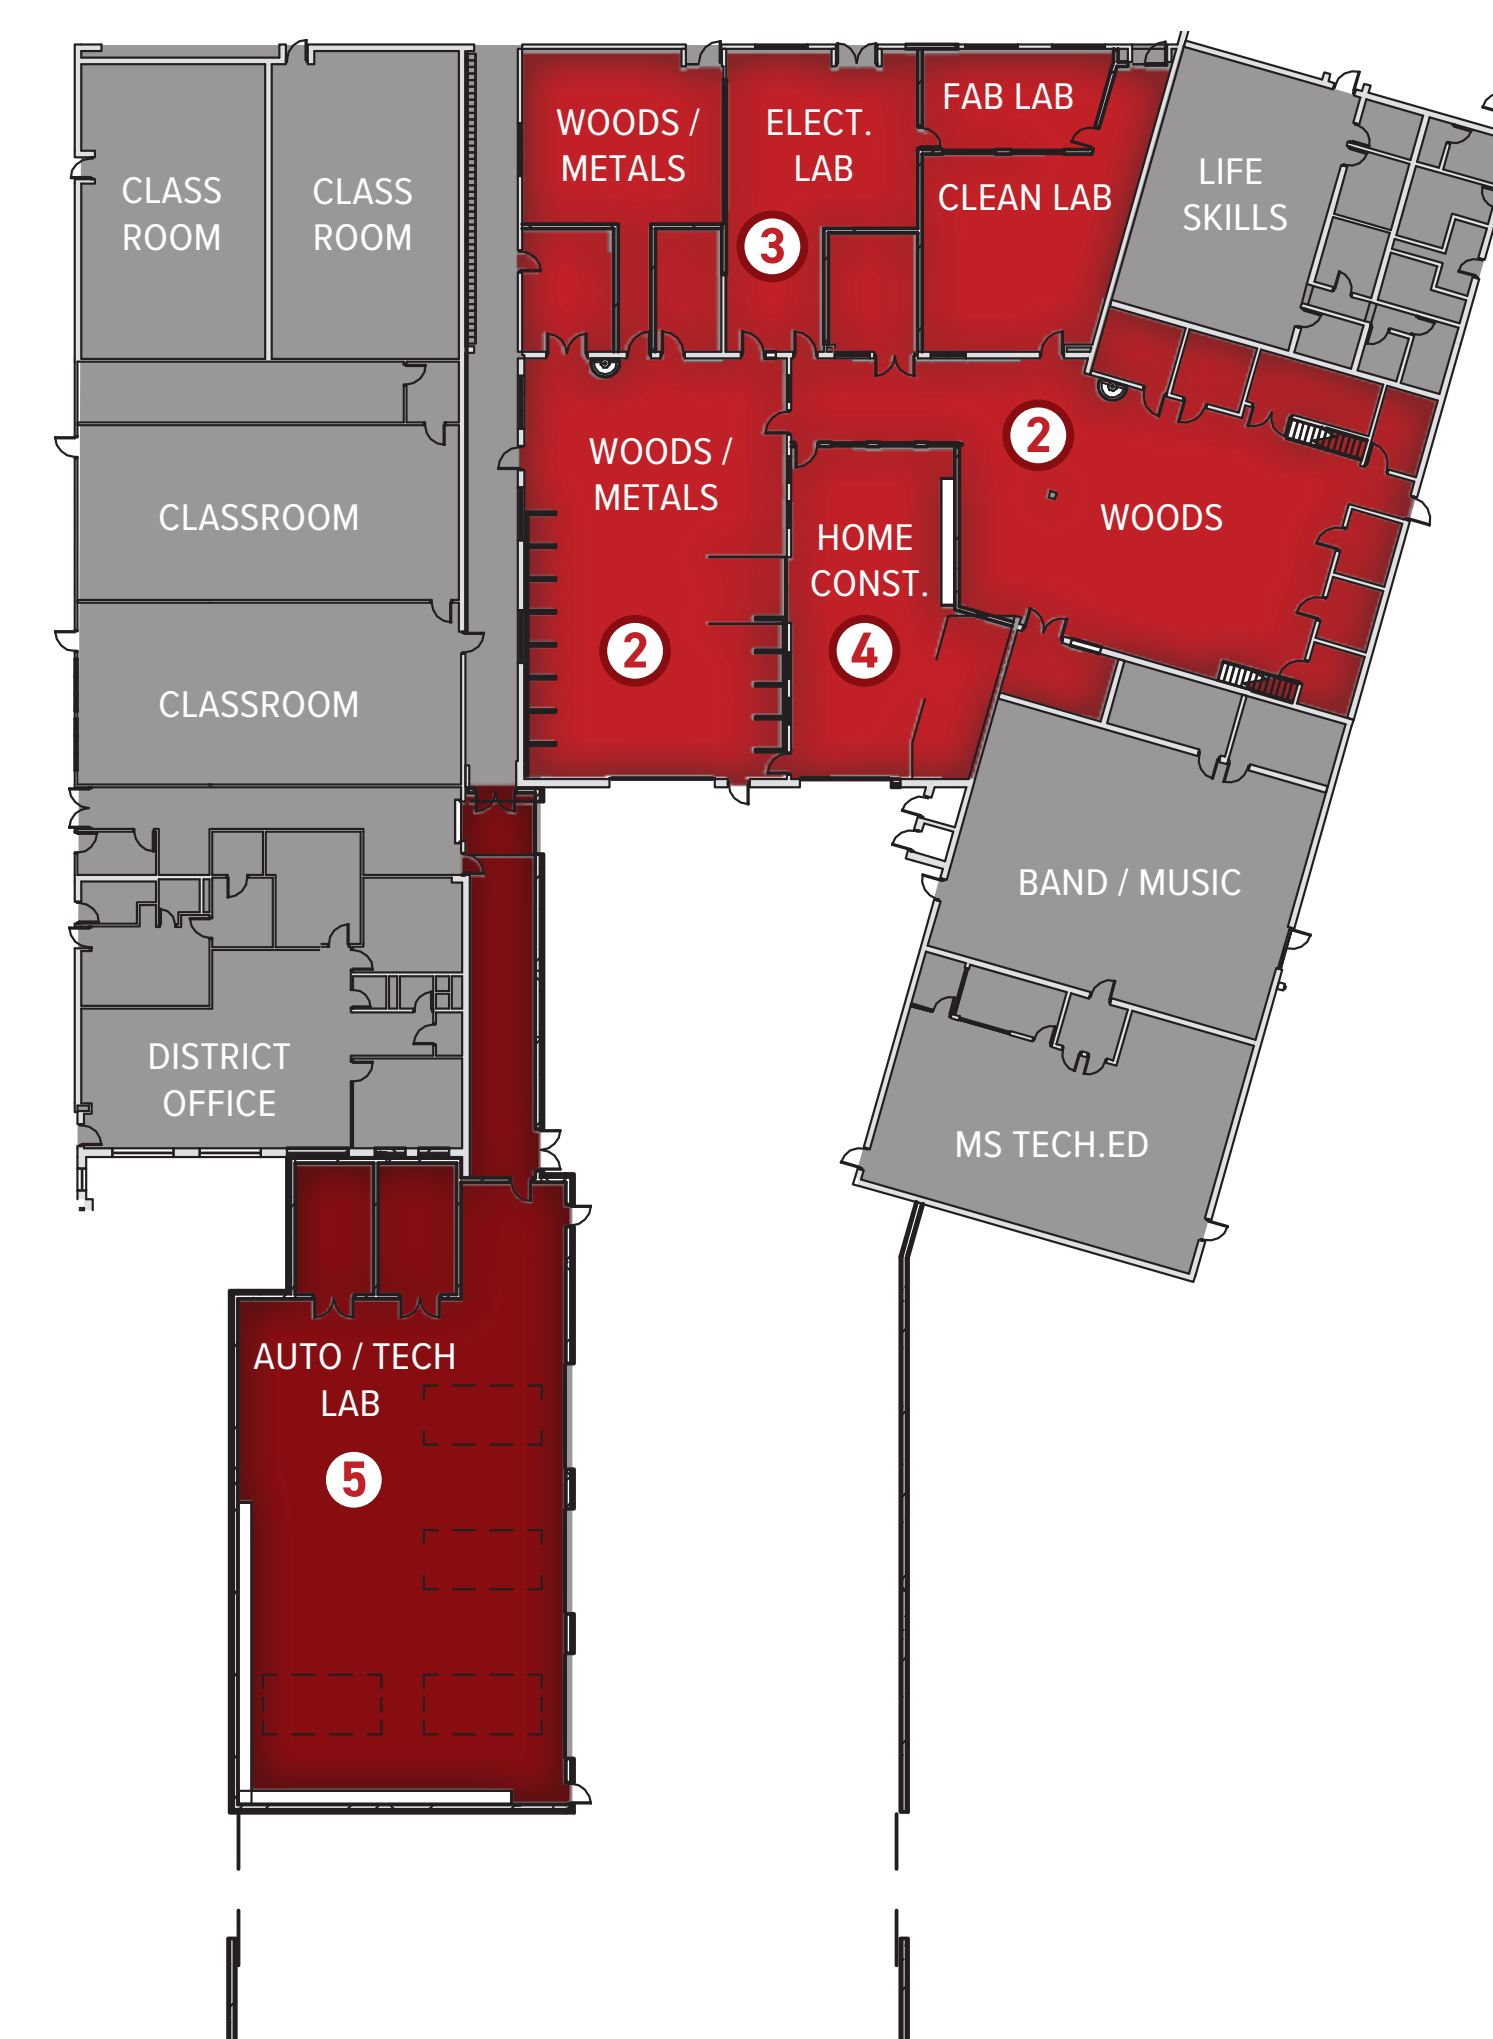 CLASS
ROOM
CLASS
ROOM
WOODS /
METALS
ELECT.
LAB
3
FAB LAB
CLEAN LAB
LIFE
SKILLS
CLASSROOM
CLASSROOM
WOODS /
METALS
2
HOME
CONST.
4
2
WOODS
BAND / MUSIC
MS TECH.ED
DISTRICT
OFFICE
AUTO / TECH
LAB
5